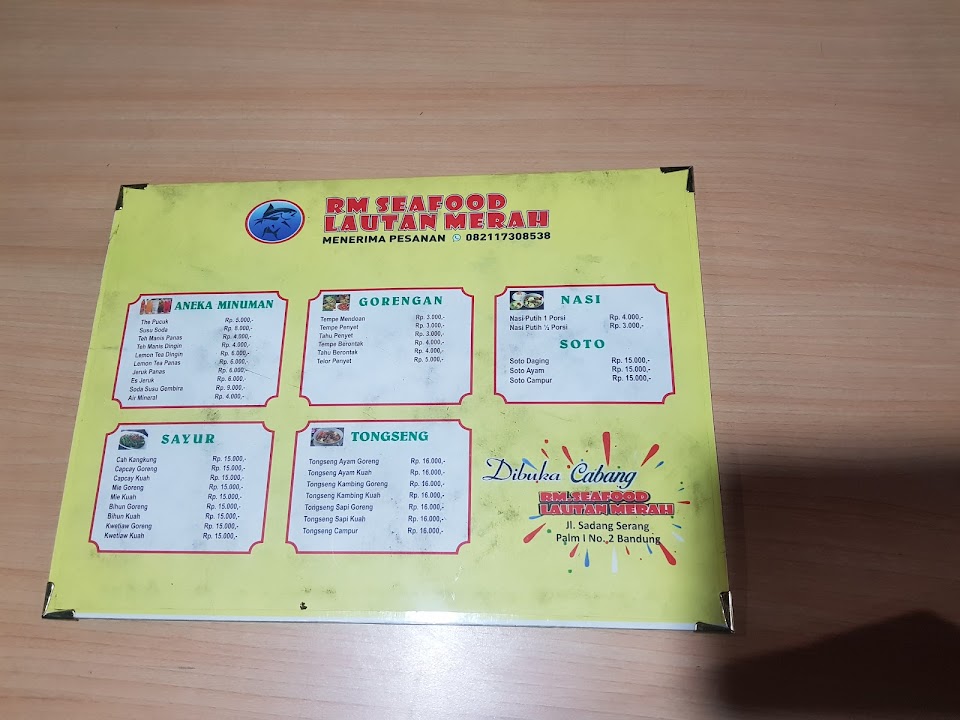 RM SEAFOOD
LAUTAN MERAH
MENERIMA PESANAN 082117308538
ANEKA MINUMAN
The Pucuk Rp. 5.000,-
Susu Soda Rp. 8.000,-
Teh Manis Panas Rp. 4.000,-
Teh Manis Dingin Rp. 4.000,-
Lemon Tea Dingin Rp. 6.000,-
Lemon Tea Panas Rp. 6.000,-
Jeruk Panas Rp. 6.000,-
Es Jeruk Rp. 6.000,-
Soda Susu Gembira Rp. 9.000,-
Air Mineral Rp. 4.000,-
GORENGAN
Tempe Mendoan Rp. 3.000,-
Tempe Penyet Rp. 3.000,-
Tahu Penyet Rp. 3.000,-
Tempe Berontak Rp. 4.000,-
Tahu Berontak Rp. 4.000,-
Telor Penyet Rp. 5.000,-
NASI
Nasi Putih 1 Porsi Rp. 4.000,-
Nasi Putih ½ Porsi Rp. 3.000,-
SOTO
Soto Daging Rp. 15.000,-
Soto Ayam Rp. 15.000,-
Soto Campur Rp. 15.000,-
SAYUR
Cah Kangkung Rp. 15.000,-
Capcay Goreng Rp. 15.000,-
Capcay Kuah Rp. 15.000,-
Mie Goreng Rp. 15.000,-
Mie Kuah Rp. 15.000,-
Bihun Goreng Rp. 15.000,-
Bihun Kuah Rp. 15.000,-
Kwetiaw Goreng Rp. 15.000,-
Kwetiaw Kuah Rp. 15.000,-
TONGSENG
Tongseng Ayam Goreng Rp. 16.000,-
Tongseng Ayam Kuah Rp. 16.000,-
Tongseng Kambing Goreng Rp. 16.000,-
Tongseng Kambing Kuah Rp. 16.000,-
Tongseng Sapi Goreng Rp. 16.000,-
Tongseng Sapi Kuah Rp. 16.000,-
Tongseng Campur Rp. 16.000,-
Dibuka Cabang
RM SEAFOOD
LAUTAN MERAH
Jl. Sadang Serang
Palm I No. 2 Bandung